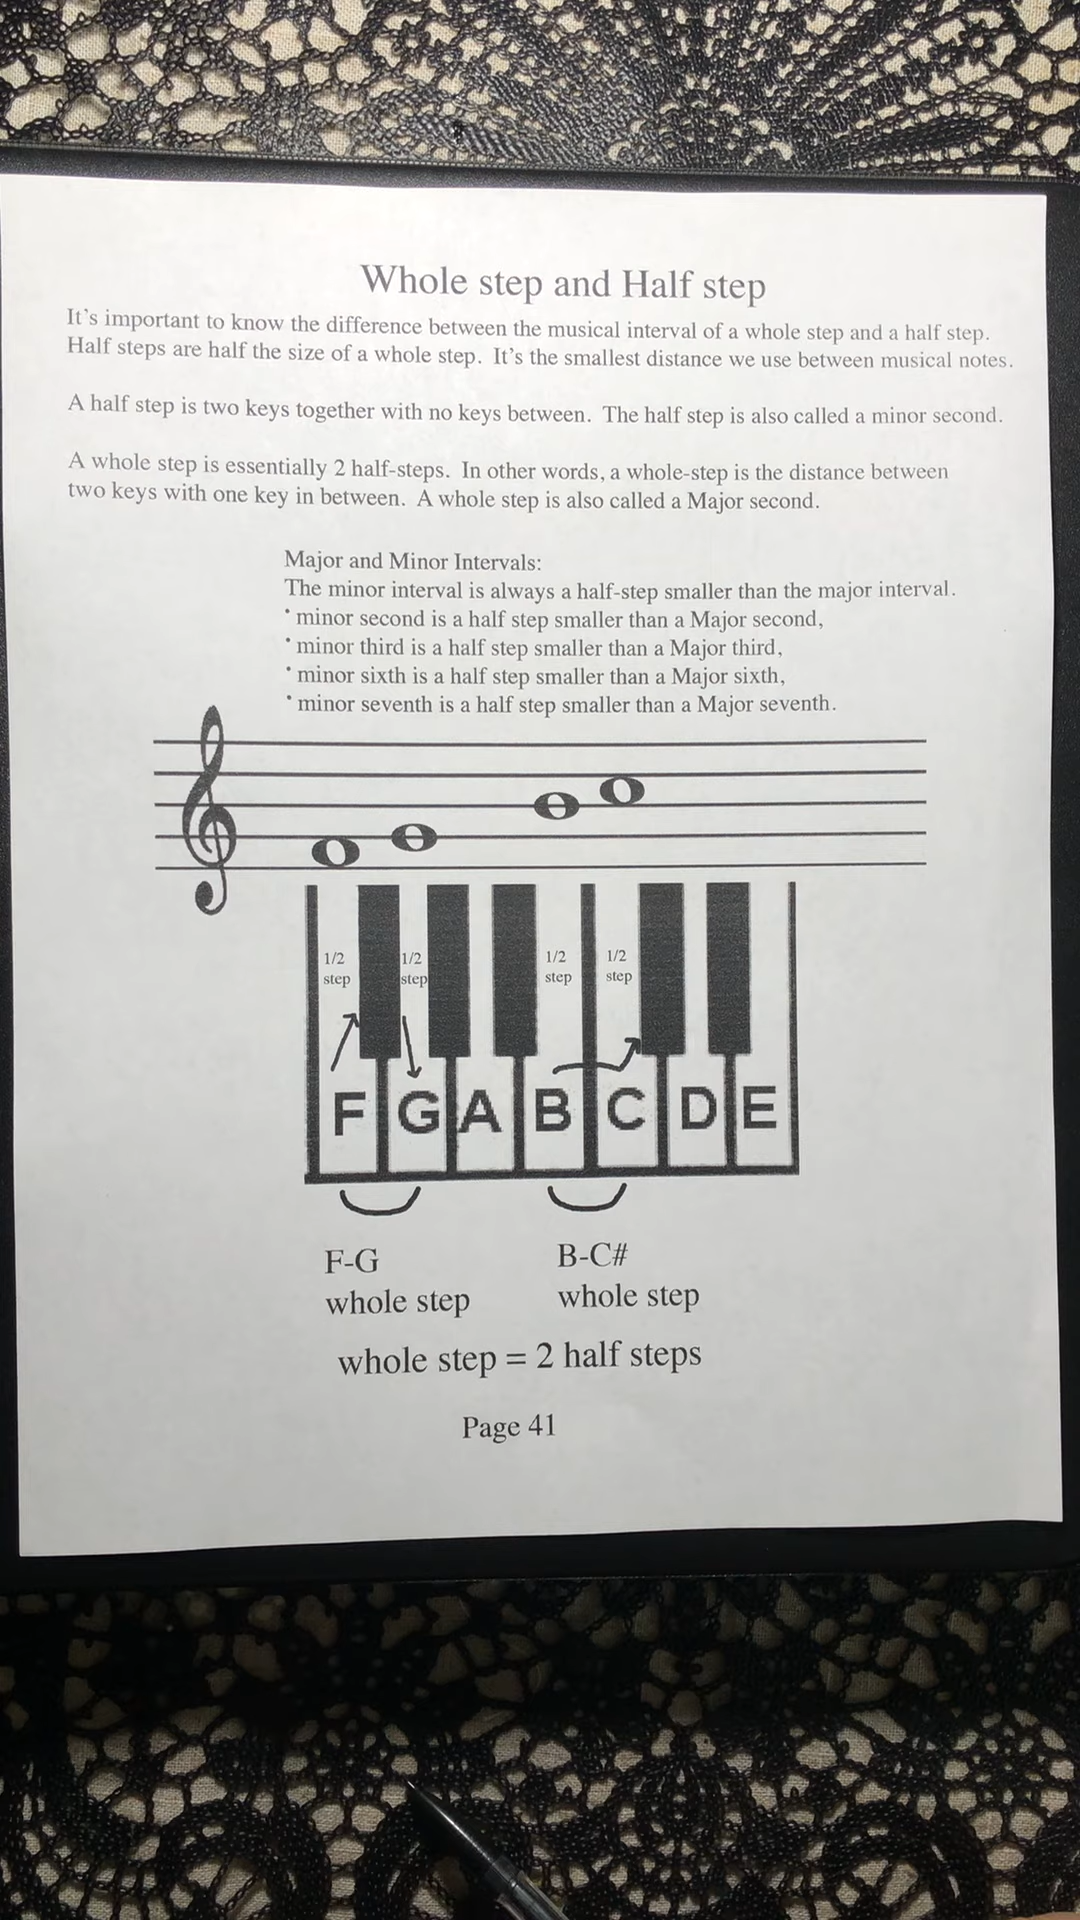 Whole step and Half step
It's important to know the difference between the musical interval of a whole step and a half step.
Half steps are half the size of a whole step. It's the smallest distance we use between musical notes.
A half step is two keys together with no keys between. The half step is also called a minor second.
A whole step is essentially 2 half-steps. In other words, a whole-step is the distance between
two keys with one key in between. A whole step is also called a Major second.
Major and Minor Intervals:
The minor interval is always a half-step smaller than the major interval.
• minor second is a half step smaller than a Major second,
• minor third is a half step smaller than a Major third,
• minor sixth is a half step smaller than a Major sixth,
• minor seventh is a half step smaller than a Major seventh.
1/2 1/2 1/2 1/2
step step step step
F G A B C D E
F-G B-C#
whole step whole step
whole step = 2 half steps
Page 41